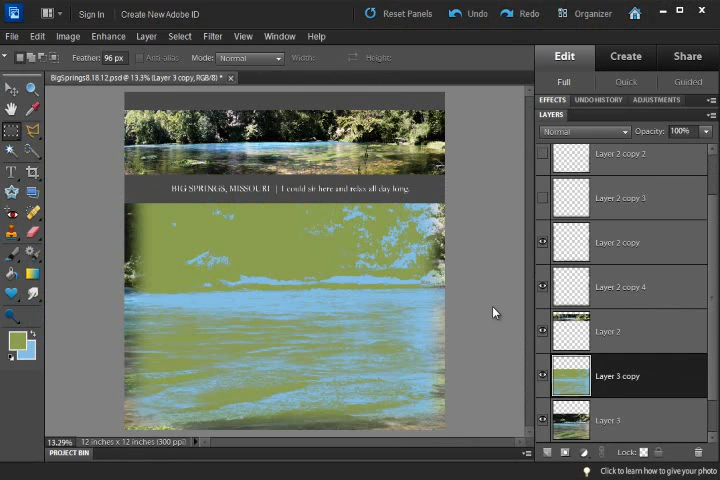 Sign In
Create New Adobe ID
Reset Panels
Undo
Redo
Organizer
File Edit Image Enhance Layer Select Filter View Window Help
Feather: 96 px Anti-alias Mode: Normal Width: Height:
Edit Create Share
BigSprings8.18.12.psd @ 13.3% (Layer 3 copy, RGB/8) *
Full Quick Guided
EFFECTS UNDO HISTORY ADJUSTMENTS
LAYERS
Normal Opacity: 100%
Layer 2 copy 2
BIG SPRINGS, MISSOURI | I could sit here and relax all day long.
Layer 2 copy 3
Layer 2 copy
Layer 2 copy 4
Layer 2
Layer 3 copy
Layer 3
13.29% 12 inches x 12 inches (300 ppi)
Lock:
PROJECT BIN
Click to learn how to give your photo